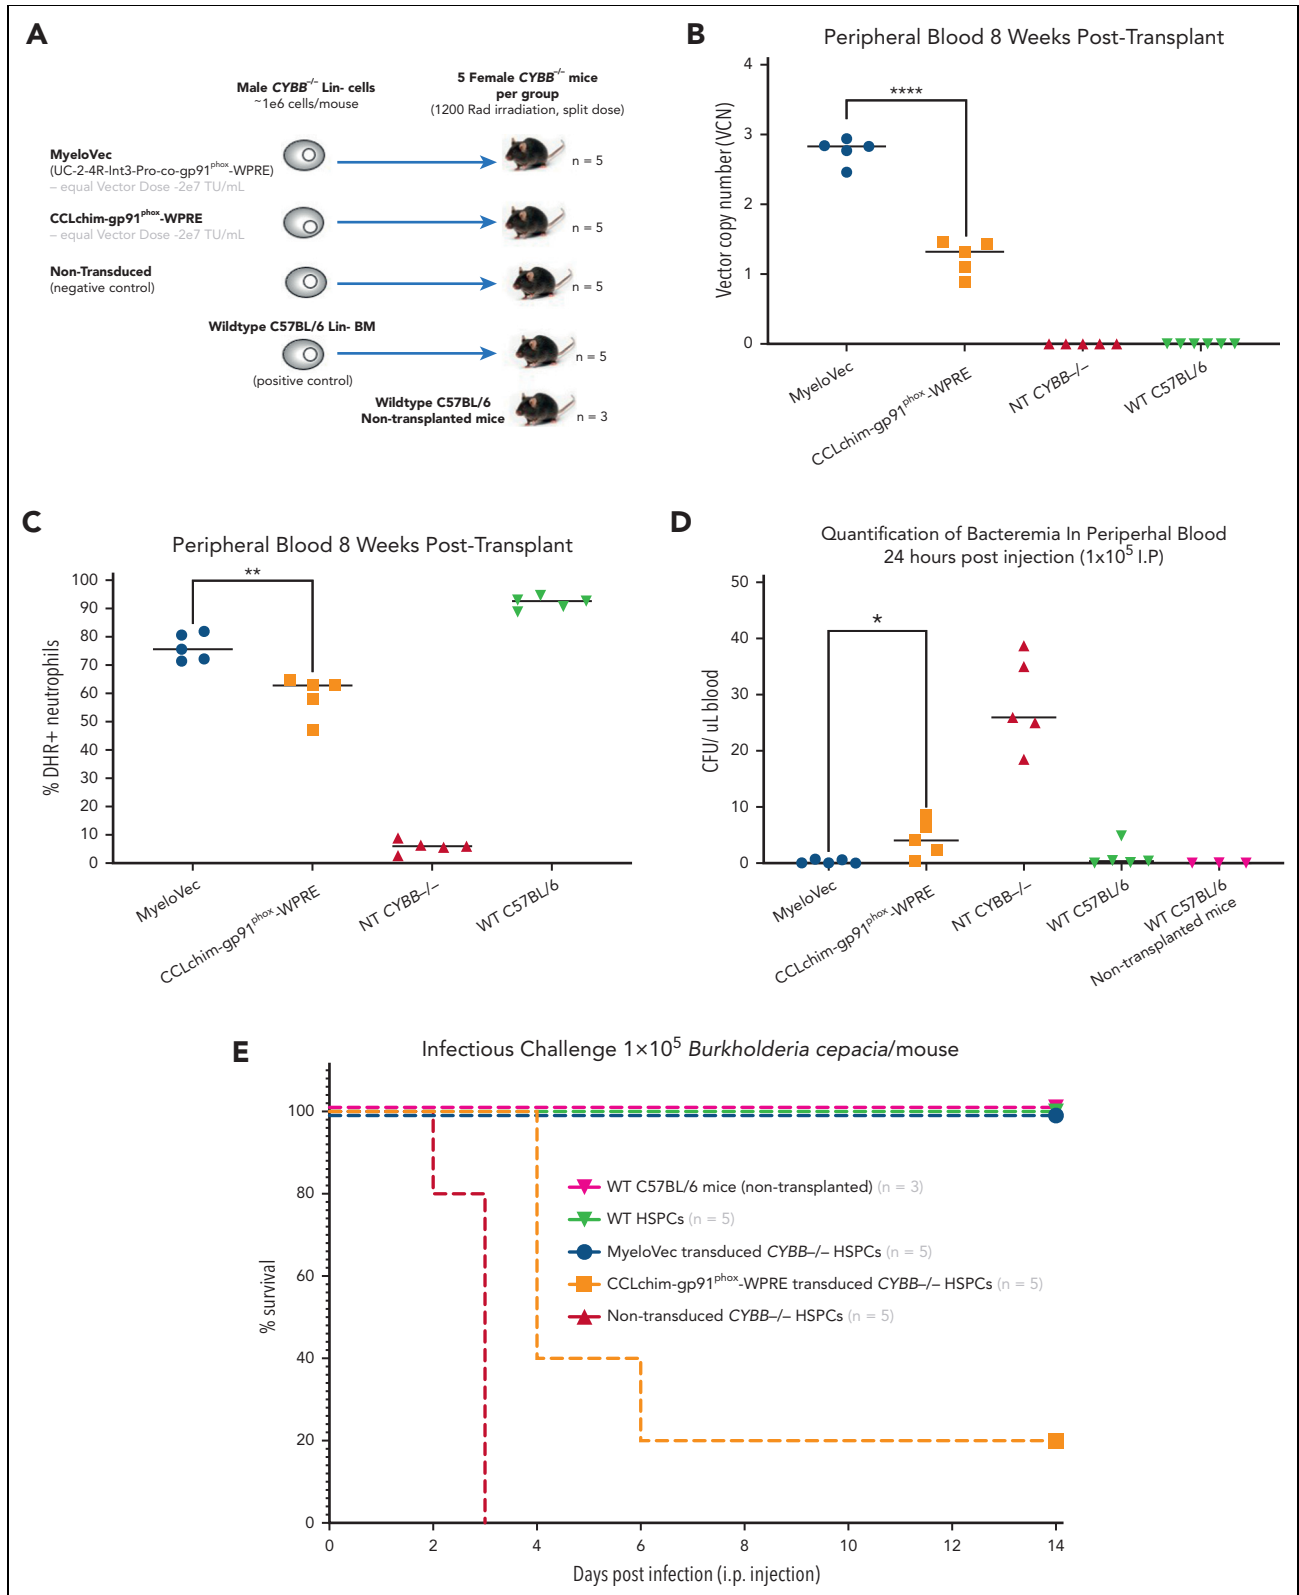 A
Male CYBB–/– Lin- cells
~1e6 cells/mouse
5 Female CYBB–/– mice
per group
(1200 Rad irradiation, split dose)
MyeloVec
(UC-2-4R-Int3-Pro-co-gp91phox-WPRE)
– equal Vector Dose -2e7 TU/mL
n = 5
CCLchim-gp91phox-WPRE
– equal Vector Dose -2e7 TU/mL
n = 5
Non-Transduced
(negative control)
n = 5
Wildtype C57BL/6 Lin- BM
(positive control)
n = 5
Wildtype C57BL/6
Non-transplanted mice
n = 3
B
Peripheral Blood 8 Weeks Post-Transplant
Vector copy number (VCN)
4
3
2
1
0
****
MyeloVec
CCLchim-gp91phox-WPRE
NT CYBB–/–
WT C57BL/6
C
Peripheral Blood 8 Weeks Post-Transplant
% DHR+ neutrophils
100
90
80
70
60
50
40
30
20
10
0
**
MyeloVec
CCLchim-gp91phox-WPRE
NT CYBB–/–
WT C57BL/6
D
Quantification of Bacteremia In Periperhal Blood
24 hours post injection (1x105 I.P)
CFU/ uL blood
50
40
30
20
10
0
*
MyeloVec
CCLchim-gp91phox-WPRE
NT CYBB–/–
WT C57BL/6
WT C57BL/6
Non-transplanted mice
E
Infectious Challenge 1×105 Burkholderia cepacia/mouse
% survival
100
80
60
40
20
0
WT C57BL/6 mice (non-transplanted) (n = 3)
WT HSPCs (n = 5)
MyeloVec transduced CYBB–/– HSPCs (n = 5)
CCLchim-gp91phox-WPRE transduced CYBB–/– HSPCs (n = 5)
Non-transduced CYBB–/– HSPCs (n = 5)
0 2 4 6 8 10 12 14
Days post infection (i.p. injection)